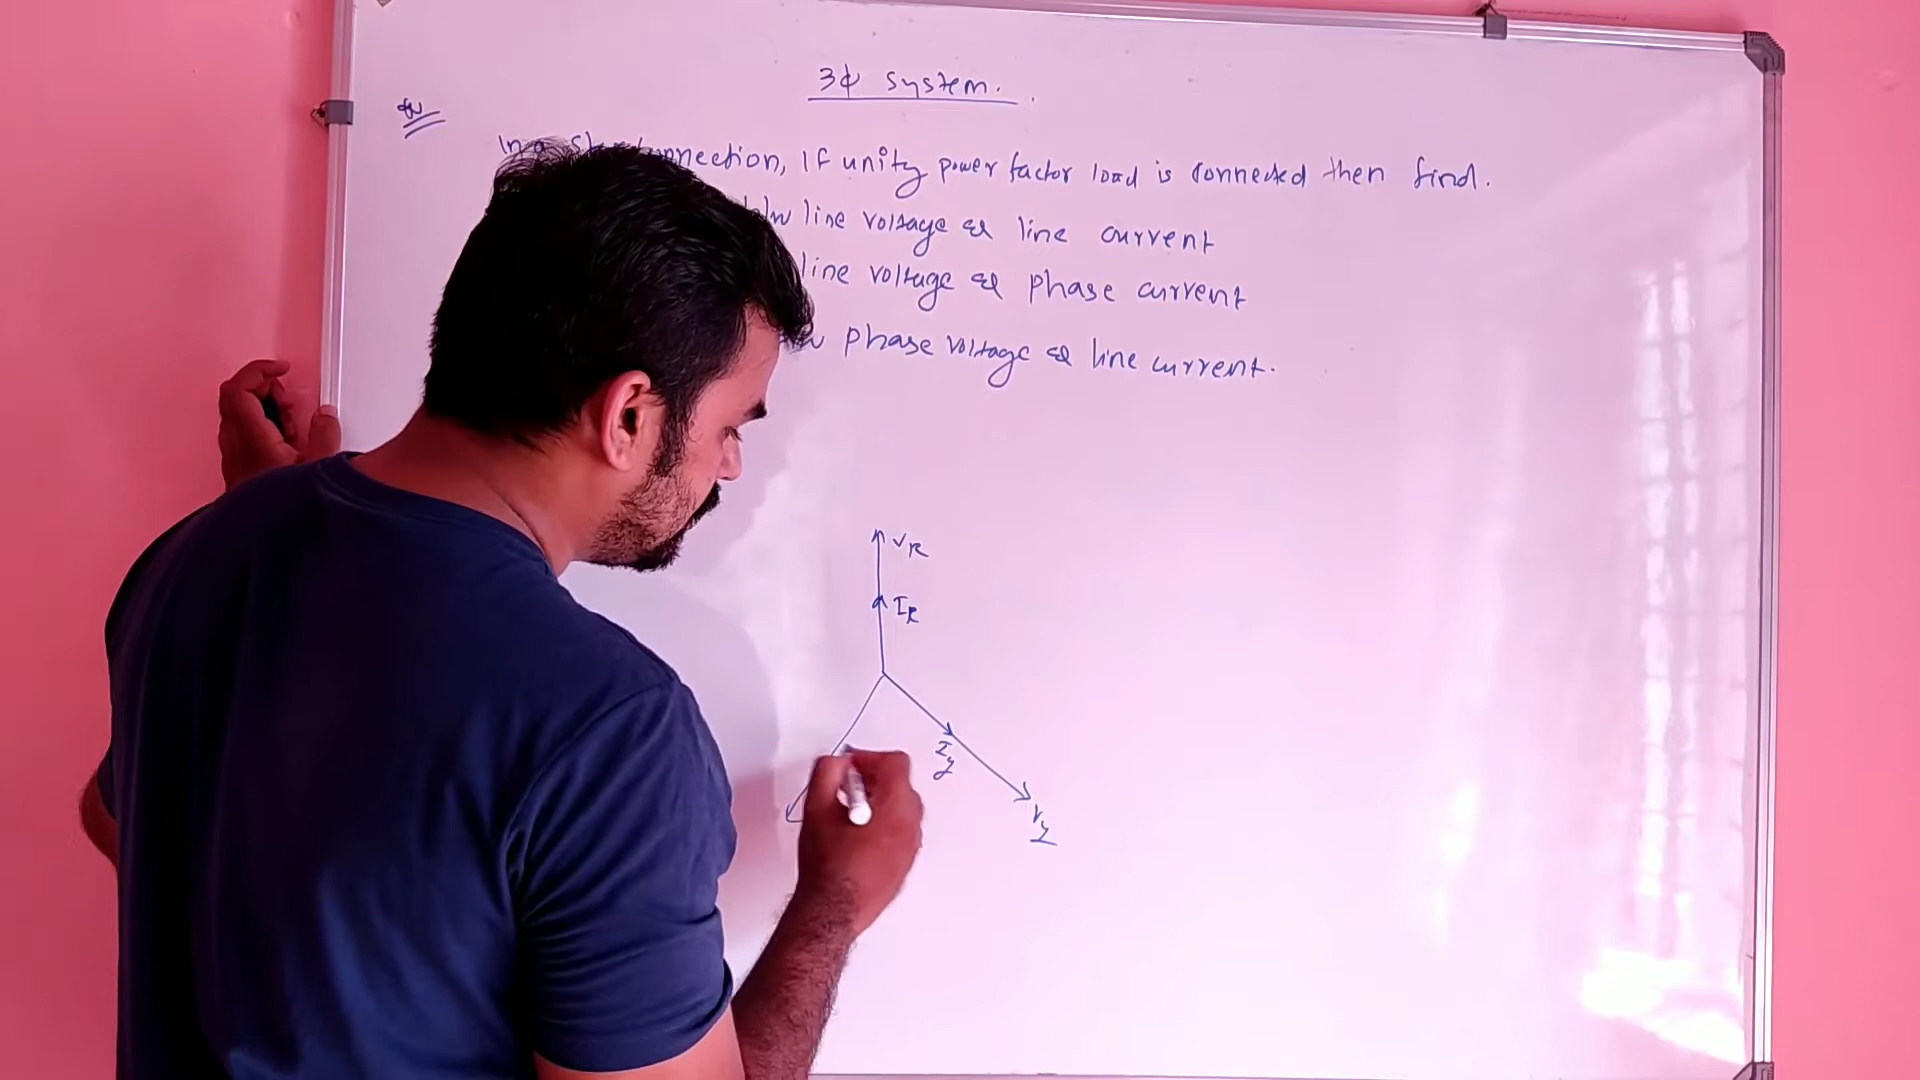 3ϕ system.
Qu
In a connection, If unity power factor load is connected then find.
b/w line voltage & line current
line voltage & phase current
phase voltage & line current.
VR
IR
Iy
Vy